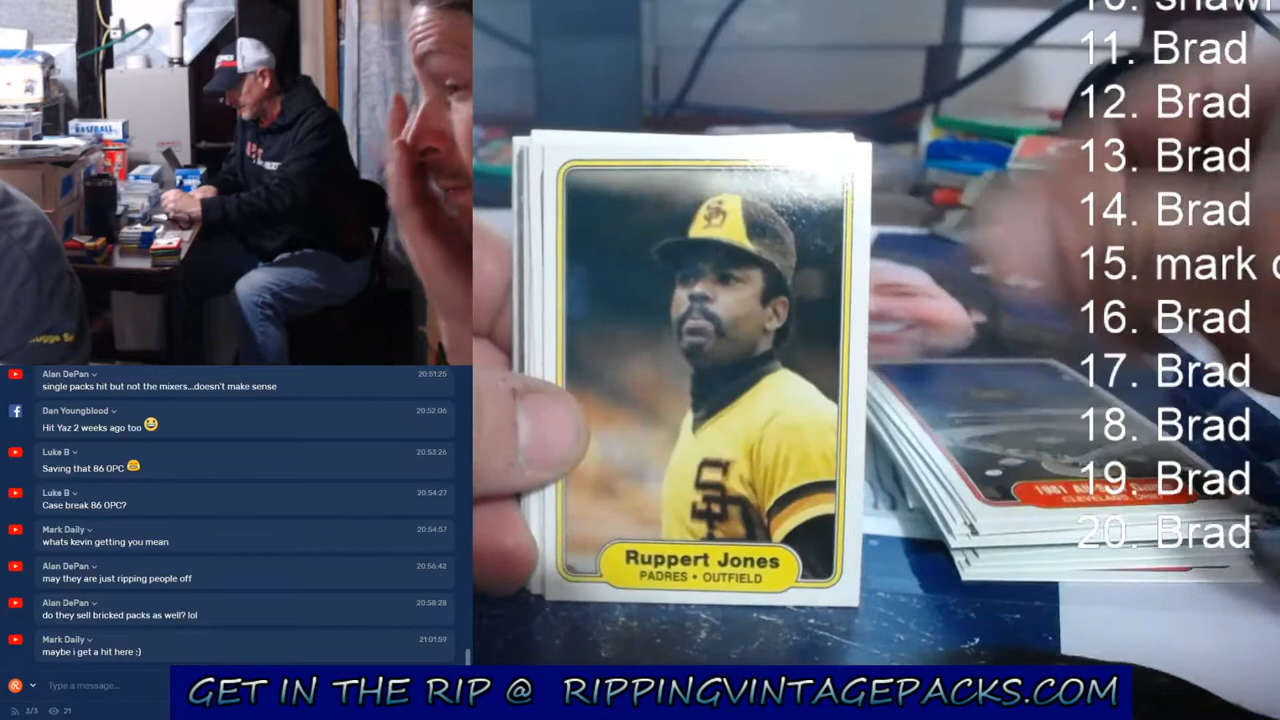 BASEBALL
Alan DePan
20:51:25
single packs hit but not the mixers...doesn't make sense
Dan Youngblood
20:52:06
Hit Yaz 2 weeks ago too 😅
Luke B
20:53:26
Saving that 86 OPC 😩
Luke B
20:54:27
Case break 86 OPC?
Mark Daily
20:54:57
whats kevin getting you mean
Alan DePan
20:56:42
may they are just ripping people off
Alan DePan
20:58:28
do they sell bricked packs as well? lol
Mark Daily
21:01:59
maybe i get a hit here :)
Type a message...
3/3
21
SD
SD
Ruppert Jones
PADRES • OUTFIELD
10. shawn
11. Brad
12. Brad
13. Brad
14. Brad
15. mark
16. Brad
17. Brad
18. Brad
19. Brad
20. Brad
GET IN THE RIP @ RIPPINGVINTAGEPACKS.COM